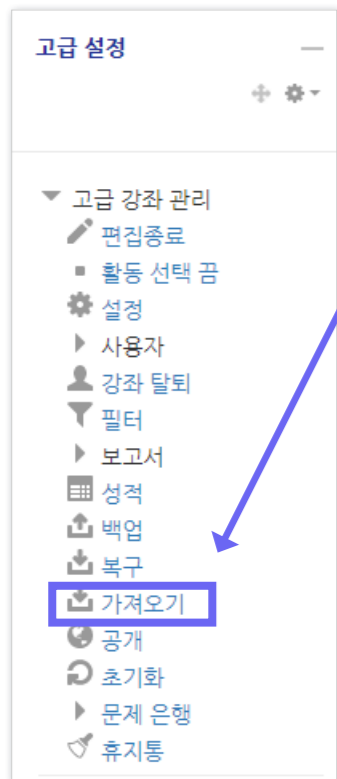 고급 설정
고급 강좌 관리
편집종료
활동 선택 끔
설정
사용자
강좌 탈퇴
필터
보고서
성적
백업
복구
가져오기
공개
초기화
문제 은행
휴지통